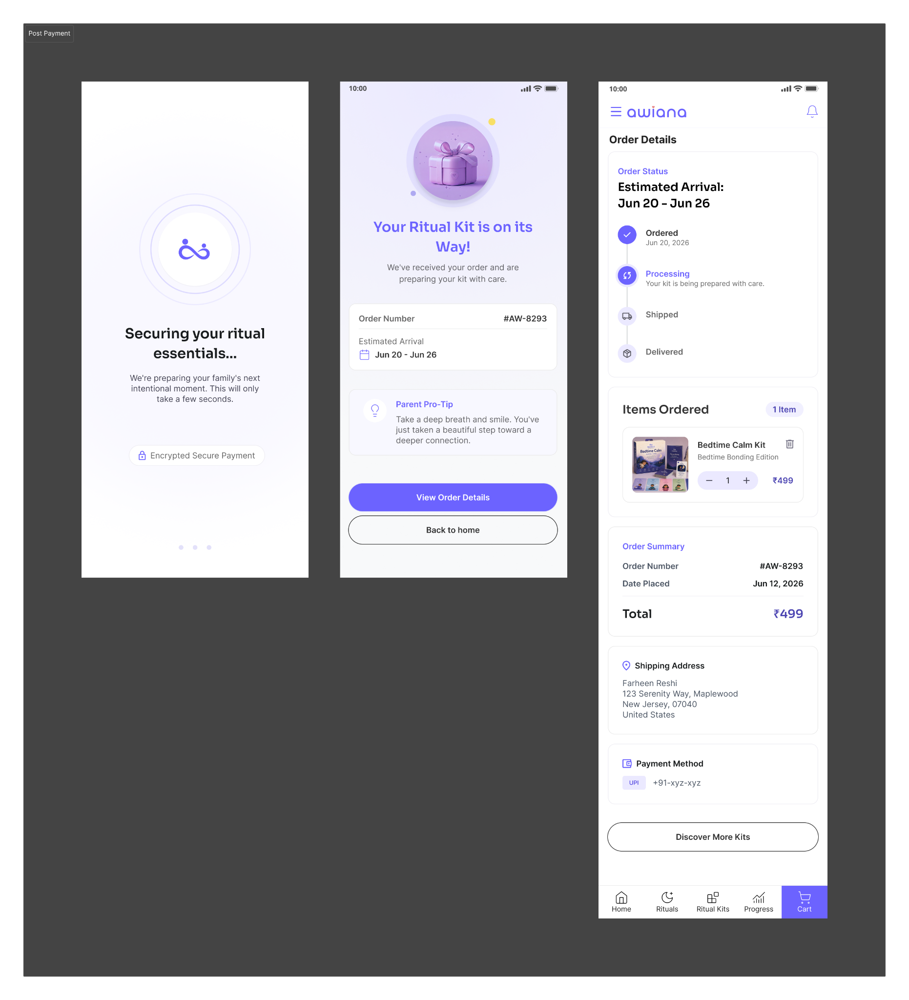 Post Payment
Securing your ritual
essentials...
We're preparing your family's next
intentional moment. This will only
take a few seconds.
Encrypted Secure Payment
10:00
Your Ritual Kit is on its
Way!
We've received your order and are
preparing your kit with care.
Order Number #AW-8293
Estimated Arrival
Jun 20 - Jun 26
Parent Pro-Tip
Take a deep breath and smile. You've
just taken a beautiful step toward a
deeper connection.
View Order Details
Back to home
10:00
awiana
Order Details
Order Status
Estimated Arrival:
Jun 20 - Jun 26
Ordered
Jun 20, 2026
Processing
Your kit is being prepared with care.
Shipped
Delivered
Items Ordered 1 Item
Bedtime Calm
Bedtime Calm Kit
Bedtime Bonding Edition
− 1 + ₹499
Order Summary
Order Number #AW-8293
Date Placed Jun 12, 2026
Total ₹499
Shipping Address
Farheen Reshi
123 Serenity Way, Maplewood
New Jersey, 07040
United States
Payment Method
UPI +91-xyz-xyz
Discover More Kits
Home Rituals Ritual Kits Progress Cart